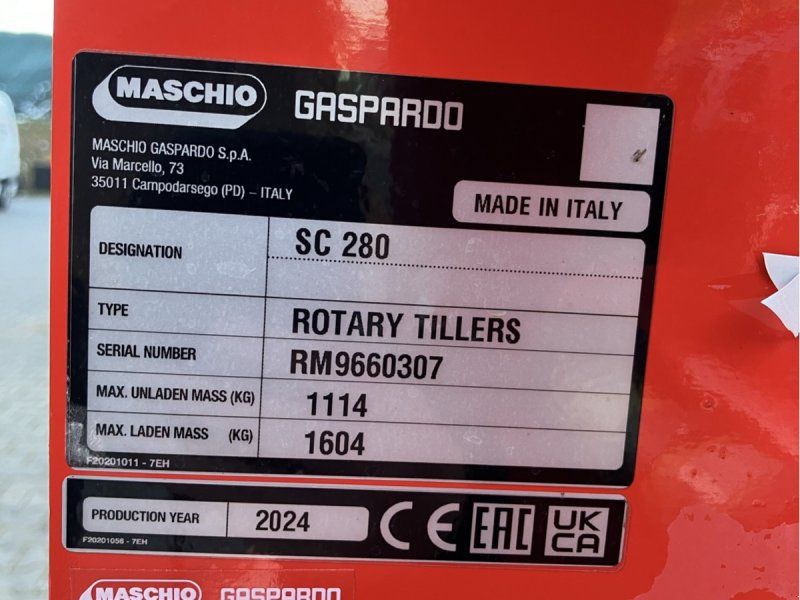 MASCHIO GASPARDO
MASCHIO GASPARDO S.p.A.
Via Marcello, 73
35011 Campodarsego (PD) – ITALY
MADE IN ITALY
DESIGNATION SC 280
TYPE ROTARY TILLERS
SERIAL NUMBER RM9660307
MAX. UNLADEN MASS (KG) 1114
MAX. LADEN MASS (KG) 1604
F20201011 - 7EH
PRODUCTION YEAR 2024 CE EAC UK
CA
F20201056 - 7EH
MASCHIO GASPARDO